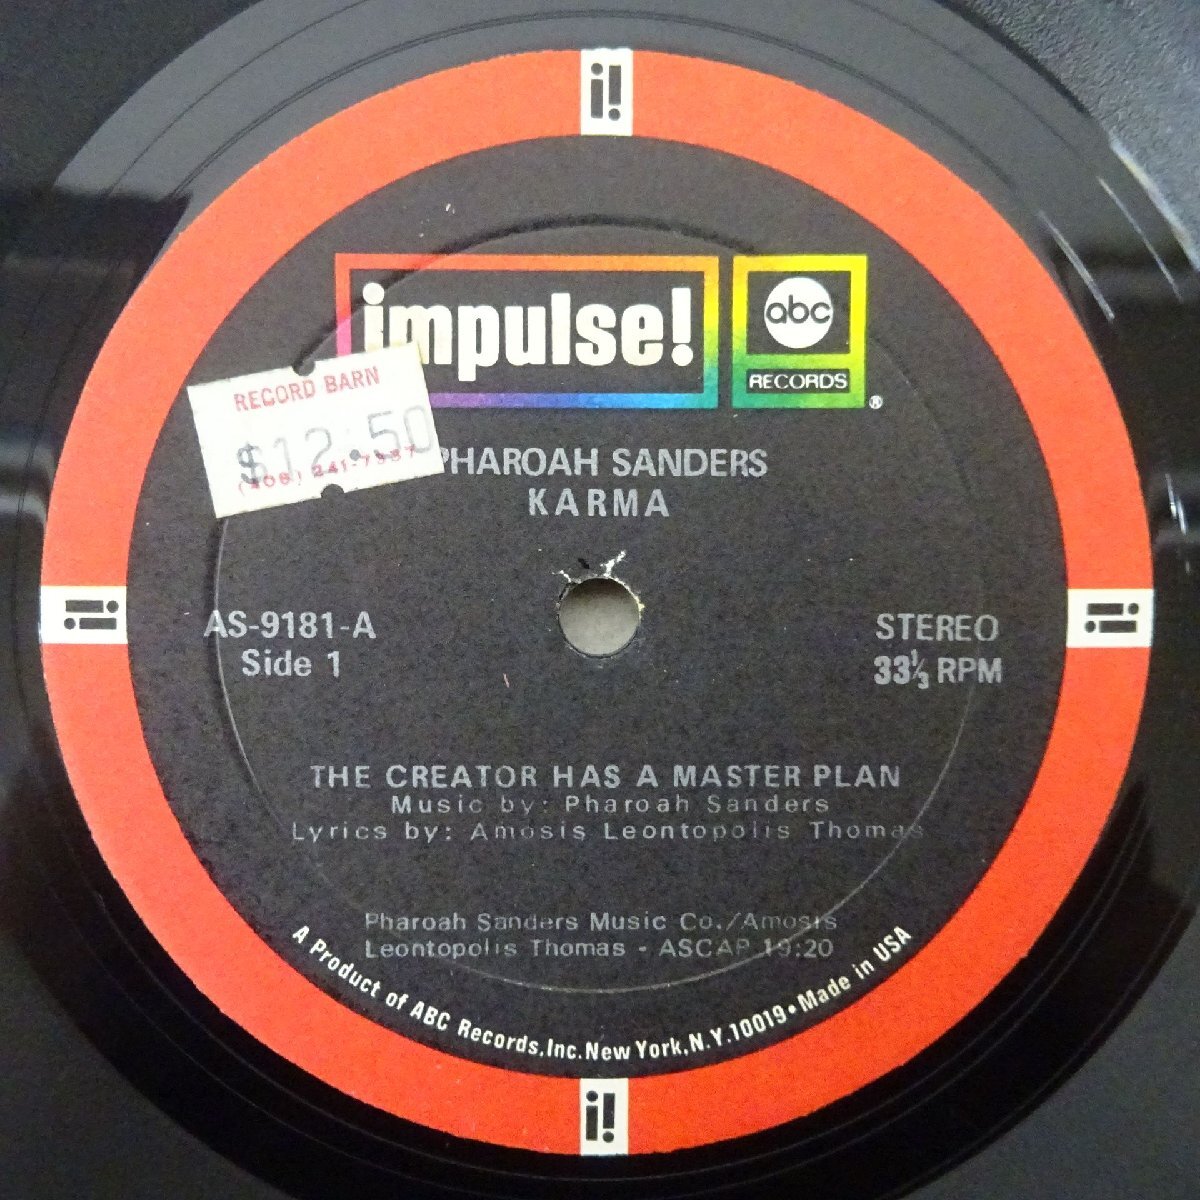 impulse!
abc
RECORDS
®
RECORD BARN
$12.50
PHAROAH SANDERS
KARMA
AS-9181-A
Side 1
STEREO
33⅓ RPM
THE CREATOR HAS A MASTER PLAN
Music by: Pharoah Sanders
Lyrics by: Amosis Leontopolis Thomas
Pharoah Sanders Music Co./Amosis
Leontopolis Thomas - ASCAP 19:20
A Product of ABC Records, Inc. New York, N.Y. 10019 • Made in USA